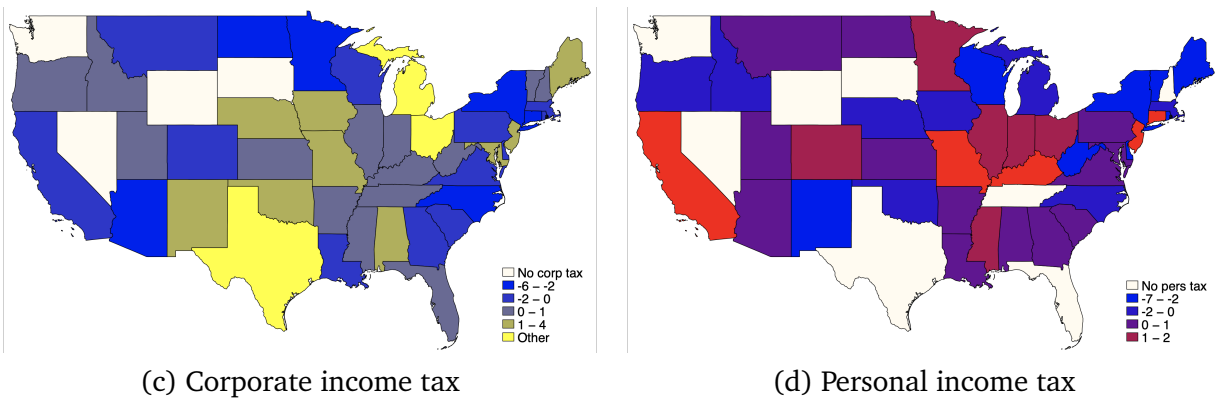 No corp tax
-6 – -2
-2 – 0
0 – 1
1 – 4
Other
(c) Corporate income tax
No pers tax
-7 – -2
-2 – 0
0 – 1
1 – 2
(d) Personal income tax